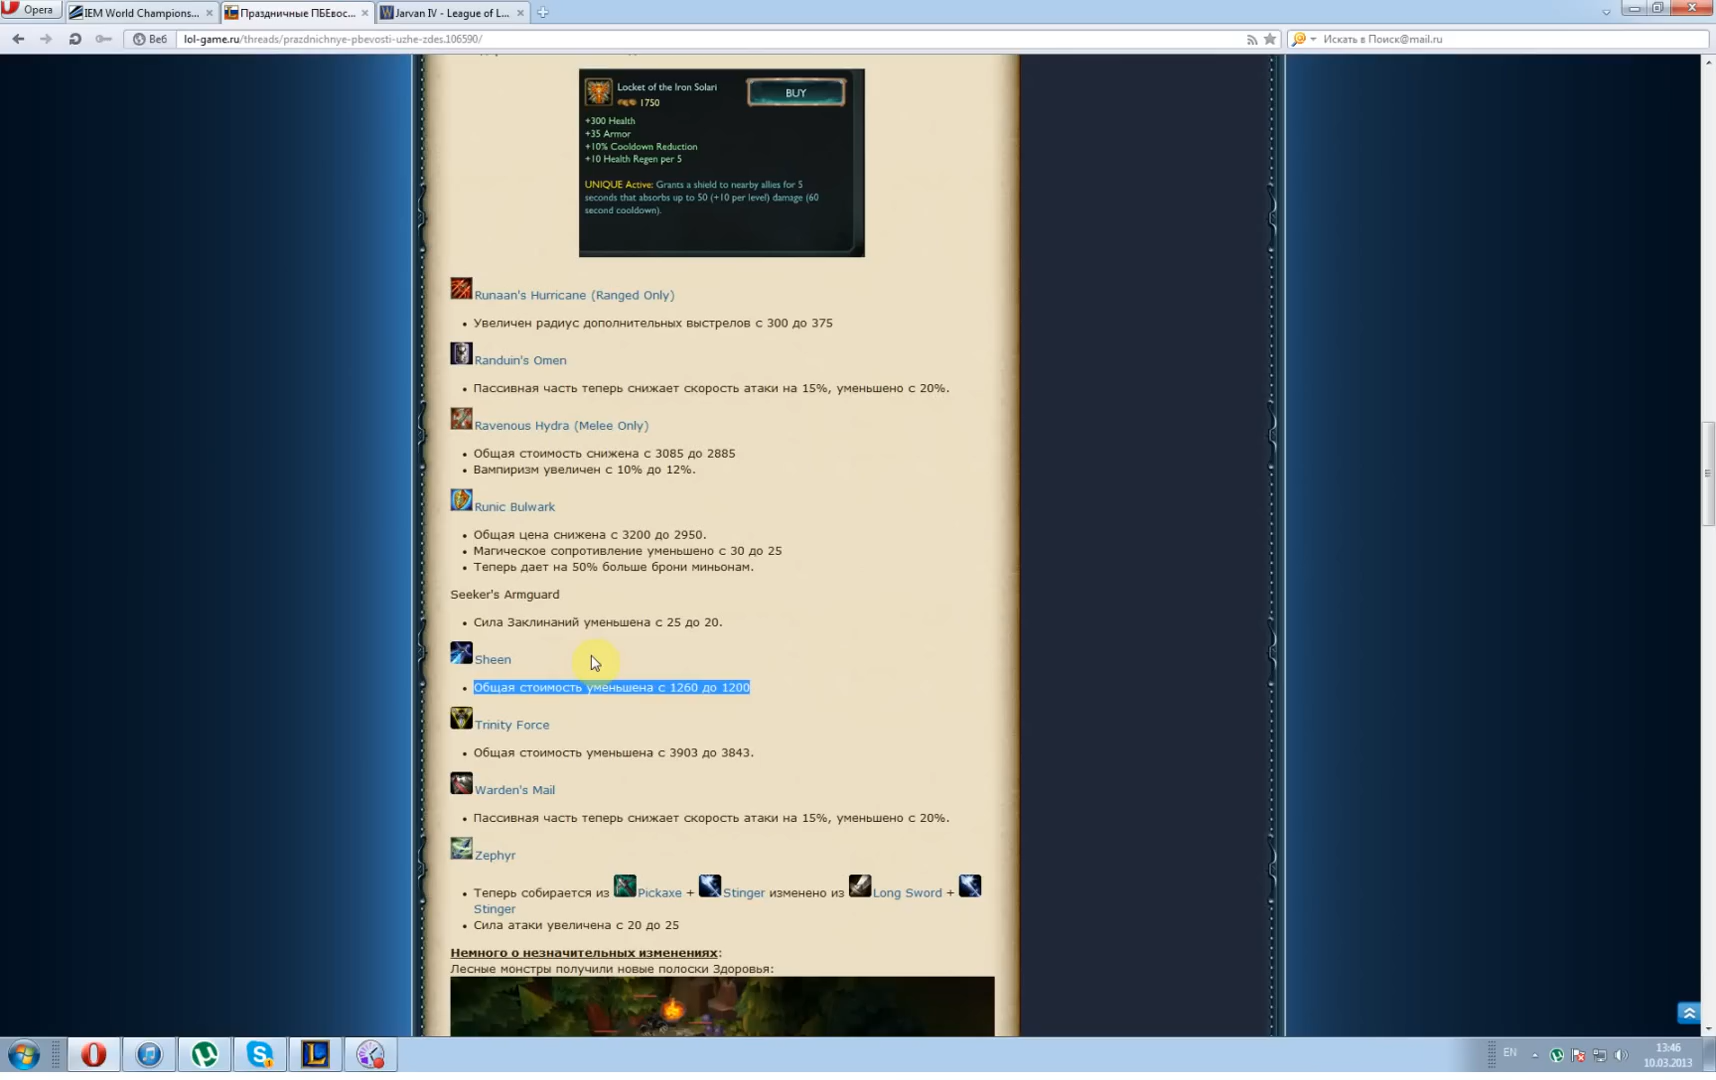 Opera
IEM World Champions...
Праздничные ПБЕвос...
Jarvan IV - League of L...
Веб
lol-game.ru/threads/prazdnichnye-pbevosti-uzhe-zdes.106590/
Искать в Поиск@mail.ru
Locket of the Iron Solari
1750
BUY
+300 Health
+35 Armor
+10% Cooldown Reduction
+10 Health Regen per 5
UNIQUE Active: Grants a shield to nearby allies for 5
seconds that absorbs up to 50 (+10 per level) damage (60
second cooldown).
Runaan's Hurricane (Ranged Only)
• Увеличен радиус дополнительных выстрелов с 300 до 375
Randuin's Omen
• Пассивная часть теперь снижает скорость атаки на 15%, уменьшено с 20%.
Ravenous Hydra (Melee Only)
• Общая стоимость снижена с 3085 до 2885
• Вампиризм увеличен с 10% до 12%.
Runic Bulwark
• Общая цена снижена с 3200 до 2950.
• Магическое сопротивление уменьшено с 30 до 25
• Теперь дает на 50% больше брони миньонам.
Seeker's Armguard
• Сила Заклинаний уменьшена с 25 до 20.
Sheen
• Общая стоимость уменьшена с 1260 до 1200
Trinity Force
• Общая стоимость уменьшена с 3903 до 3843.
Warden's Mail
• Пассивная часть теперь снижает скорость атаки на 15%, уменьшено с 20%.
Zephyr
• Теперь собирается из Pickaxe + Stinger изменено из Long Sword +
Stinger
• Сила атаки увеличена с 20 до 25
Немного о незначительных изменениях:
Лесные монстры получили новые полоски Здоровья:
EN
13:46
10.03.2013